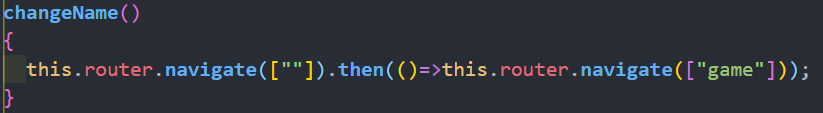 changeName()
{
this.router.navigate([""]).then(()=>this.router.navigate(["game"]));
}